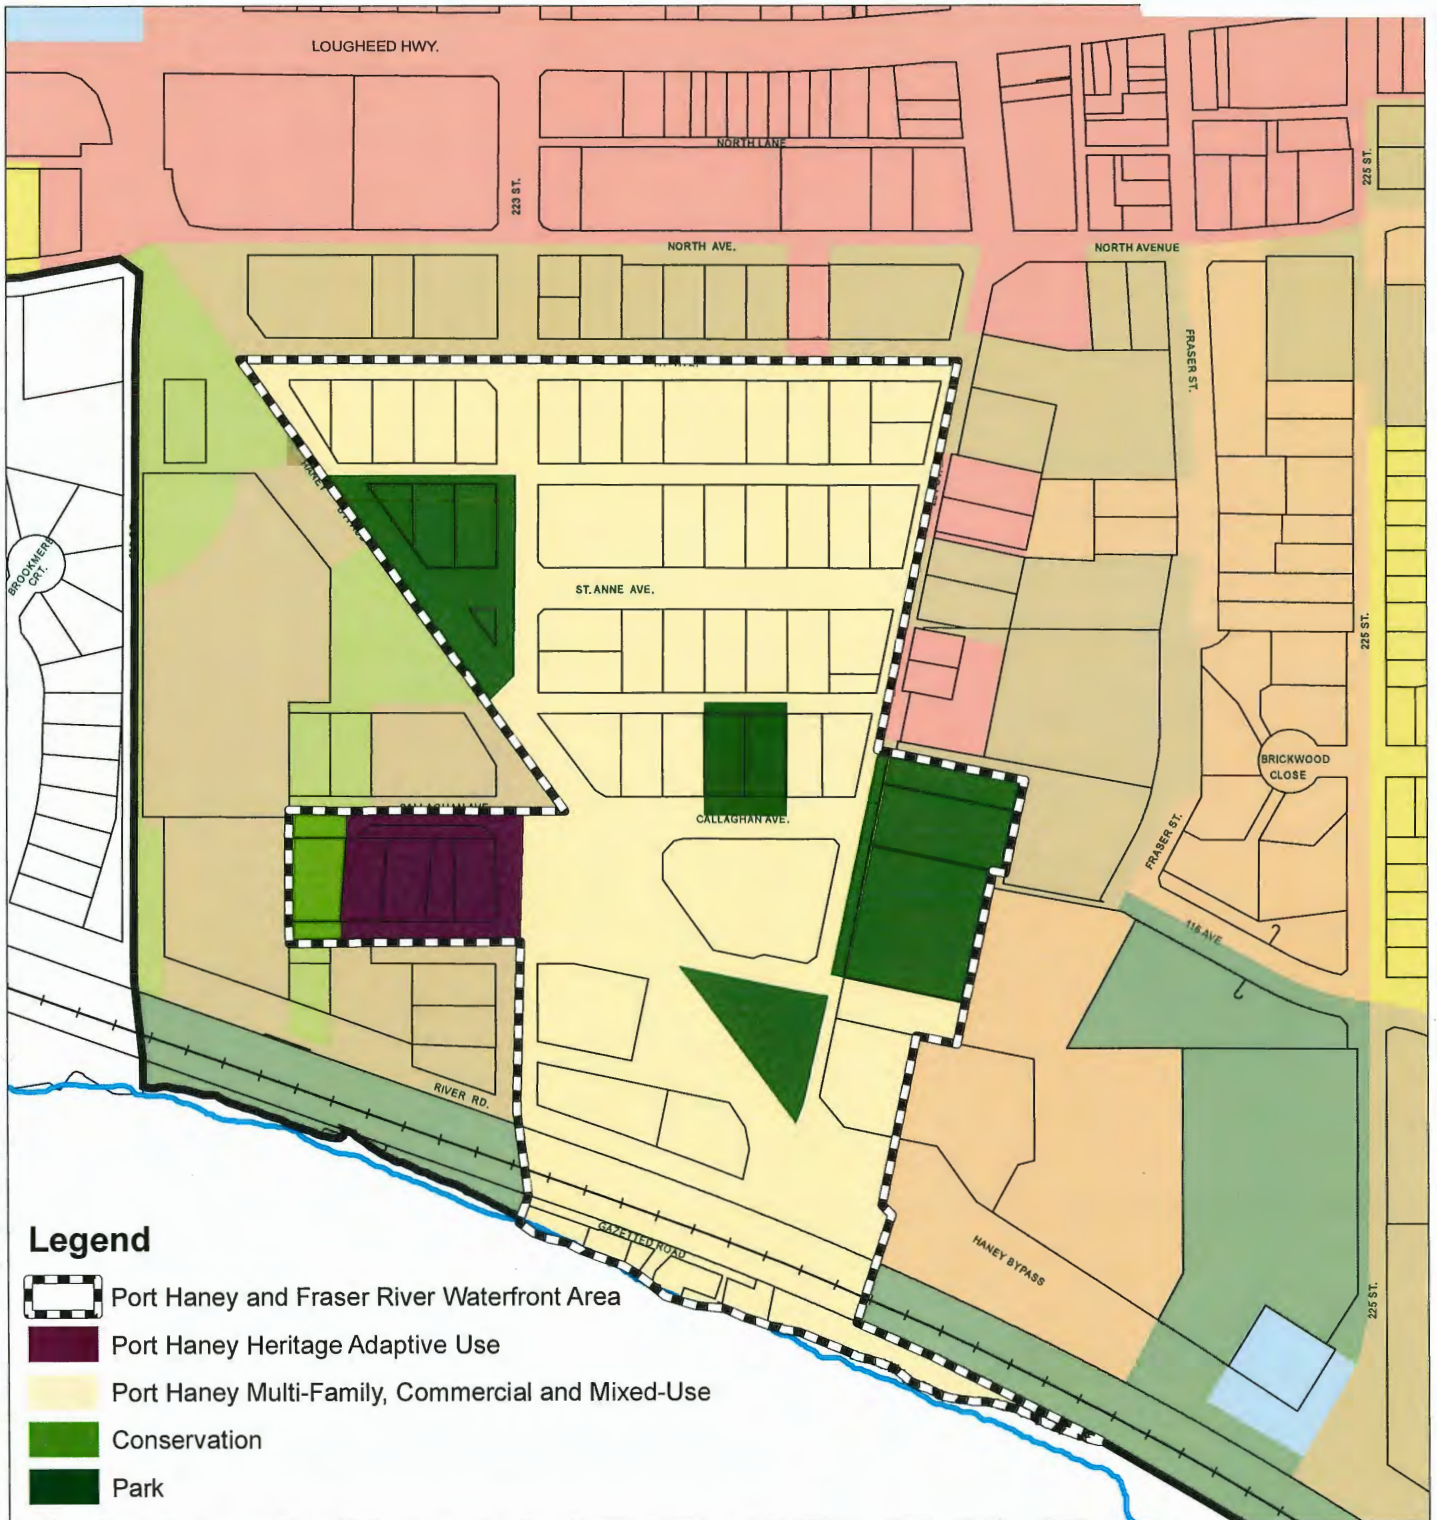 LOUGHEED HWY.
NORTH LANE
223 ST.
225 ST.
NORTH AVE.
NORTH AVENUE
FRASER ST.
HANEY
BROOKMERE
CRT.
ST. ANNE AVE.
225 ST.
BRICKWOOD
CLOSE
CALLAGHAN AVE.
CALLAGHAN AVE.
FRASER ST.
116 AVE.
RIVER RD.
GAZETTED ROAD
HANEY BYPASS
225 ST.
Legend
Port Haney and Fraser River Waterfront Area
Port Haney Heritage Adaptive Use
Port Haney Multi-Family, Commercial and Mixed-Use
Conservation
Park